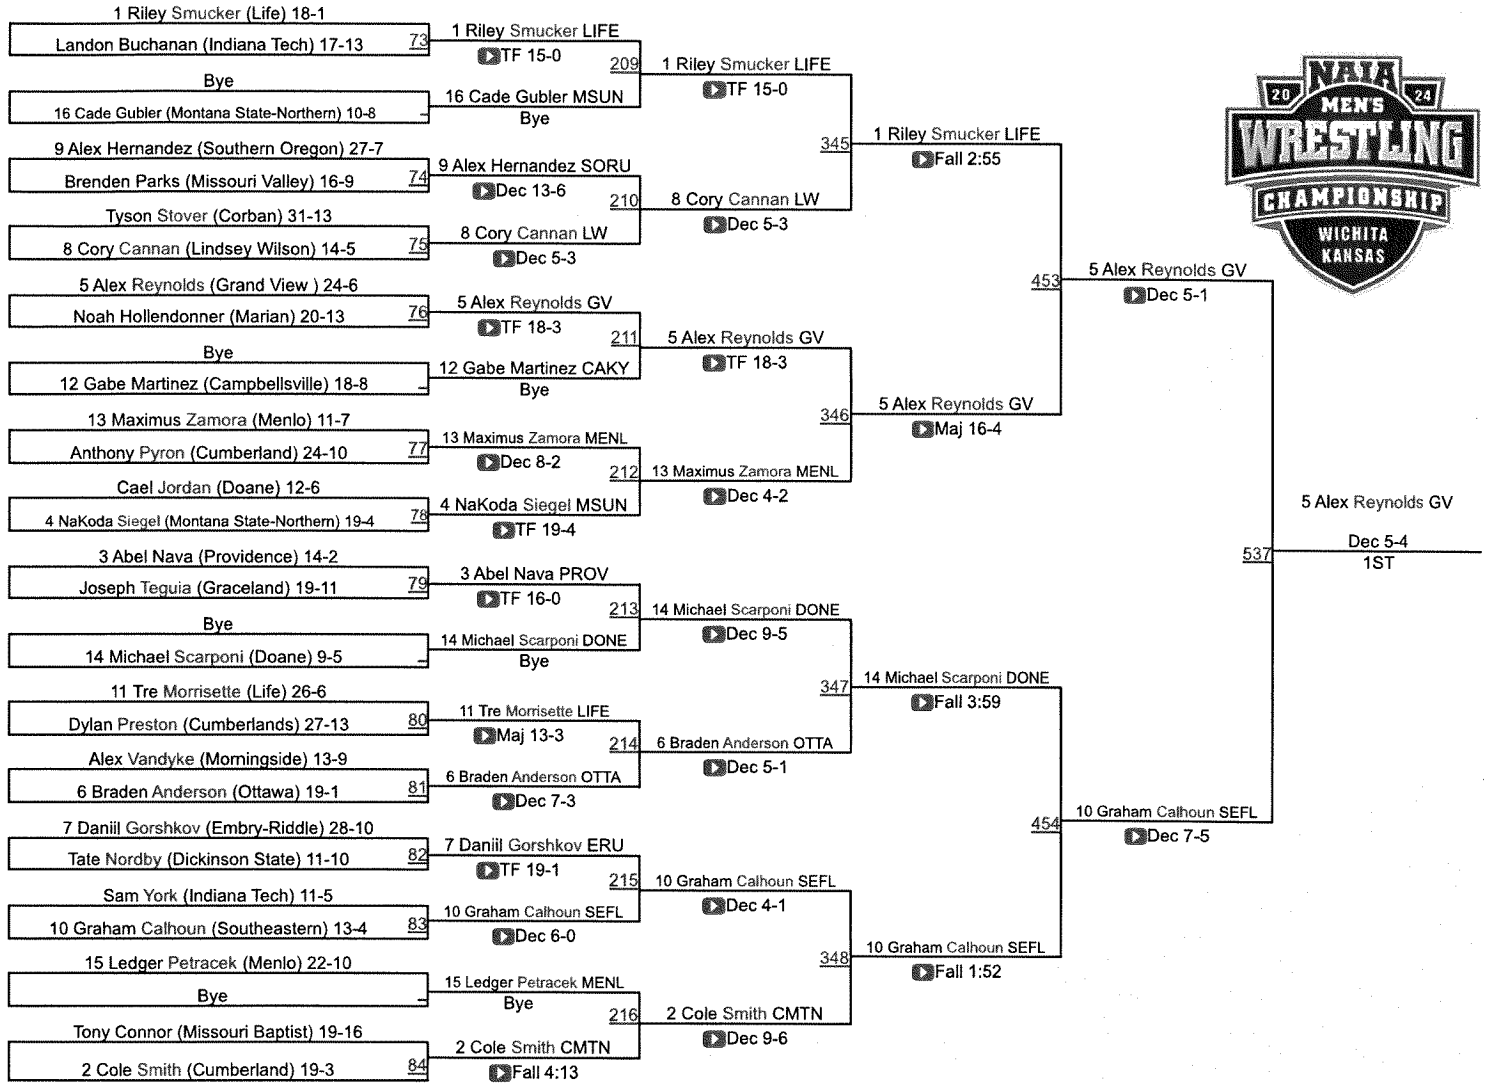 1 Riley Smucker (Life) 18-1
Landon Buchanan (Indiana Tech) 17-13
73
Bye
16 Cade Gubler (Montana State-Northern) 10-8
9 Alex Hernandez (Southern Oregon) 27-7
Brenden Parks (Missouri Valley) 16-9
74
Tyson Stover (Corban) 31-13
8 Cory Cannan (Lindsey Wilson) 14-5
75
5 Alex Reynolds (Grand View ) 24-6
Noah Hollendonner (Marian) 20-13
76
Bye
12 Gabe Martinez (Campbellsville) 18-8
13 Maximus Zamora (Menlo) 11-7
Anthony Pyron (Cumberland) 24-10
77
Cael Jordan (Doane) 12-6
4 NaKoda Siegel (Montana State-Northern) 19-4
78
3 Abel Nava (Providence) 14-2
Joseph Teguia (Graceland) 19-11
79
Bye
14 Michael Scarponi (Doane) 9-5
11 Tre Morrisette (Life) 26-6
Dylan Preston (Cumberlands) 27-13
80
Alex Vandyke (Morningside) 13-9
6 Braden Anderson (Ottawa) 19-1
81
7 Daniil Gorshkov (Embry-Riddle) 28-10
Tate Nordby (Dickinson State) 11-10
82
Sam York (Indiana Tech) 11-5
10 Graham Calhoun (Southeastern) 13-4
83
15 Ledger Petracek (Menlo) 22-10
Bye
Tony Connor (Missouri Baptist) 19-16
2 Cole Smith (Cumberland) 19-3
84
1 Riley Smucker LIFE
TF 15-0
209
16 Cade Gubler MSUN
Bye
9 Alex Hernandez SORU
Dec 13-6
210
8 Cory Cannan LW
Dec 5-3
5 Alex Reynolds GV
TF 18-3
211
12 Gabe Martinez CAKY
Bye
13 Maximus Zamora MENL
Dec 8-2
212
4 NaKoda Siegel MSUN
TF 19-4
3 Abel Nava PROV
TF 16-0
213
14 Michael Scarponi DONE
Bye
11 Tre Morrisette LIFE
Maj 13-3
214
6 Braden Anderson OTTA
Dec 7-3
7 Daniil Gorshkov ERU
TF 19-1
215
10 Graham Calhoun SEFL
Dec 6-0
15 Ledger Petracek MENL
Bye
216
2 Cole Smith CMTN
Fall 4:13
1 Riley Smucker LIFE
TF 15-0
345
8 Cory Cannan LW
Dec 5-3
5 Alex Reynolds GV
TF 18-3
346
13 Maximus Zamora MENL
Dec 4-2
14 Michael Scarponi DONE
Dec 9-5
347
6 Braden Anderson OTTA
Dec 5-1
10 Graham Calhoun SEFL
Dec 4-1
348
2 Cole Smith CMTN
Dec 9-6
1 Riley Smucker LIFE
Fall 2:55
453
5 Alex Reynolds GV
Maj 16-4
14 Michael Scarponi DONE
Fall 3:59
454
10 Graham Calhoun SEFL
Fall 1:52
5 Alex Reynolds GV
Dec 5-1
537
10 Graham Calhoun SEFL
Dec 7-5
5 Alex Reynolds GV
Dec 5-4
1ST
NAIA
20 24
MEN'S
WRESTLING
CHAMPIONSHIP
WICHITA
KANSAS